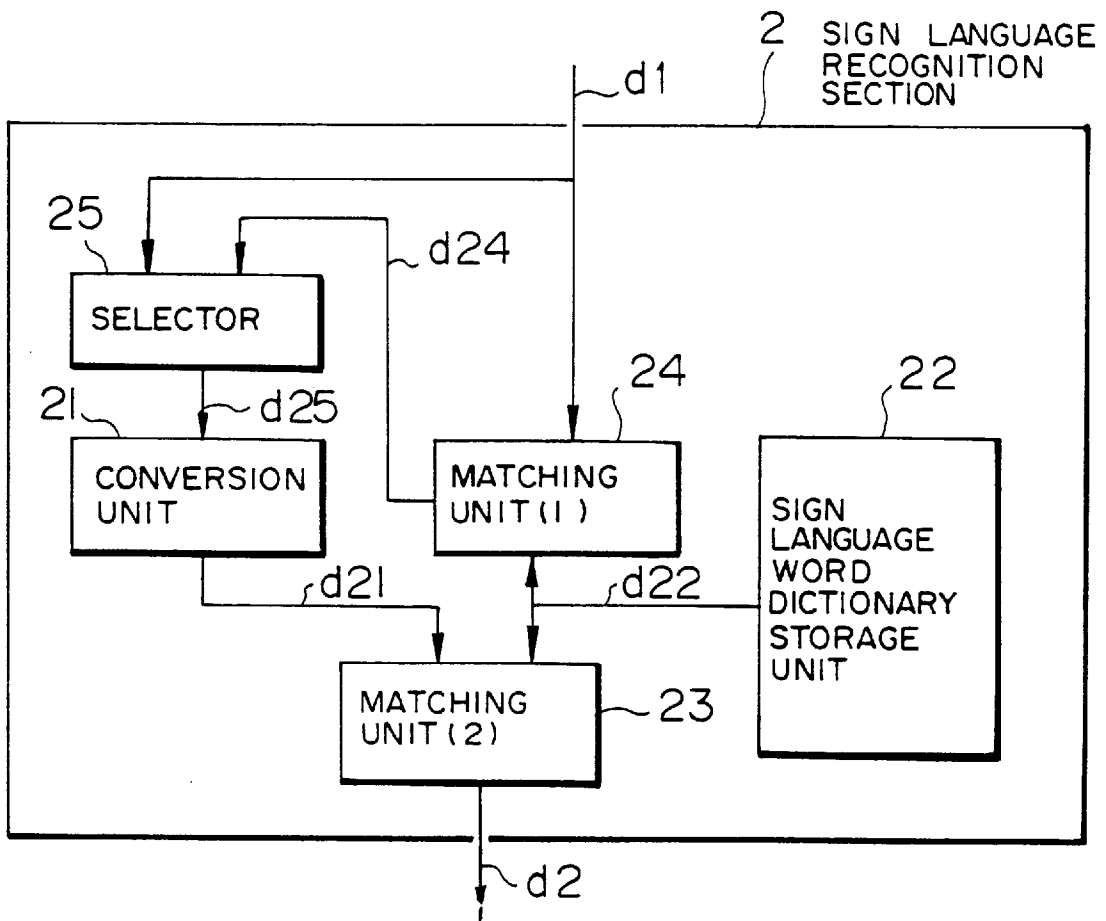 2 SIGN LANGUAGE
RECOGNITION
SECTION
d1
25
d24
SELECTOR
24
22
21
d25
CONVERSION
UNIT
MATCHING
UNIT(1)
SIGN
LANGUAGE
WORD
DICTIONARY
STORAGE
UNIT
d21
d22
MATCHING
UNIT(2)
23
d2